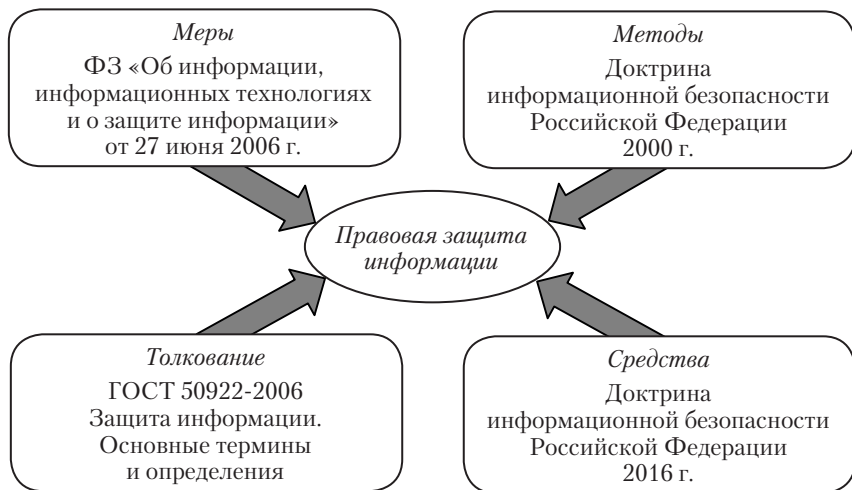 Меры
ФЗ «Об информации,
информационных технологиях
и о защите информации»
от 27 июня 2006 г.
Методы
Доктрина
информационной безопасности
Российской Федерации
2000 г.
Правовая защита
информации
Толкование
ГОСТ 50922-2006
Защита информации.
Основные термины
и определения
Средства
Доктрина
информационной безопасности
Российской Федерации
2016 г.